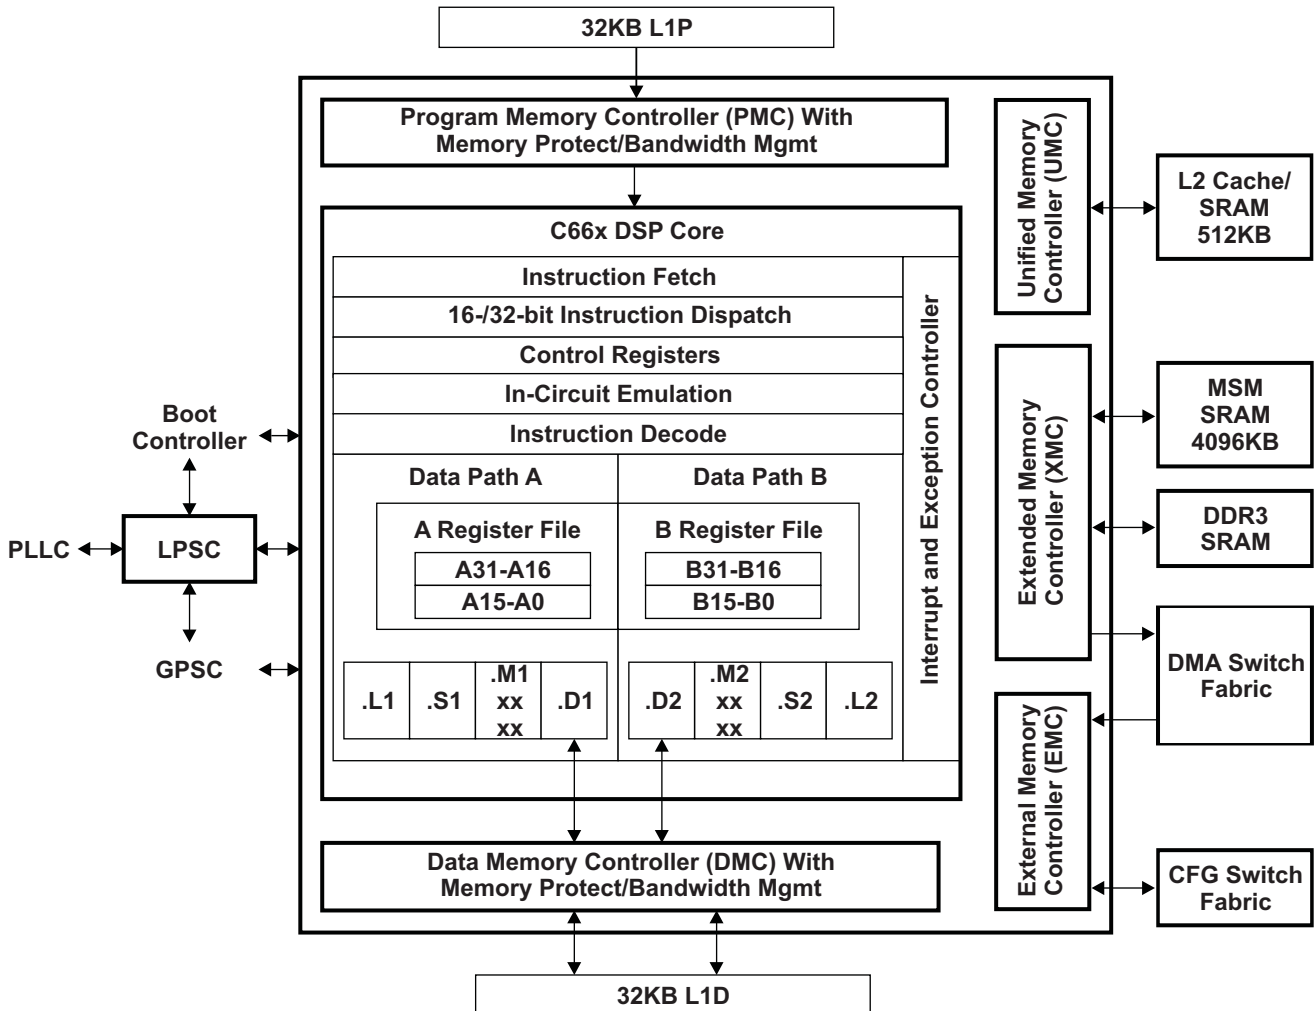 32KB L1P
Program Memory Controller (PMC) With
Memory Protect/Bandwidth Mgmt
C66x DSP Core
Instruction Fetch
16-/32-bit Instruction Dispatch
Control Registers
In-Circuit Emulation
Instruction Decode
Data Path A
Data Path B
A Register File
B Register File
A31-A16
A15-A0
B31-B16
B15-B0
.L1
.S1
.M1
xx
xx
.D1
.D2
.M2
xx
xx
.S2
.L2
Interrupt and Exception Controller
Data Memory Controller (DMC) With
Memory Protect/Bandwidth Mgmt
32KB L1D
Boot
Controller
PLLC
LPSC
GPSC
Unified Memory
Controller (UMC)
Extended Memory
Controller (XMC)
External Memory
Controller (EMC)
L2 Cache/
SRAM
512KB
MSM
SRAM
4096KB
DDR3
SRAM
DMA Switch
Fabric
CFG Switch
Fabric